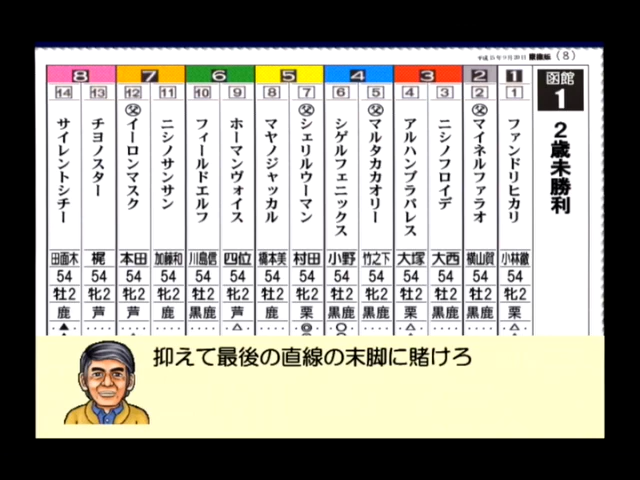 平成15年9月20日 (8)
函館
1
2歳未勝利
8 7 6 5 4 3 2 1
14 13 12 11 10 9 8 7 6 5 4 3 2 1
父 父 父 父
ファンドリヒカリ
マイネルファラオ
ニシノフロイデ
アルハンブラパレス
マルタカカオリー
シゲルフェニックス
シェリルウーマン
マヤノジャッカル
ホーマンヴォイス
フィールドエルフ
ニシノサンサン
イーロンマスク
チヨノスター
サイレントシチー
田面木 梶 本田 加藤和 川島信 四位 橋本美 村田 小野 竹之下 大塚 大西 横山賀 小林徹
54 54 54 54 54 54 54 54 54 54 54 54 54 54
牡2 牝2 牝2 牝2 牡2 牝2 牡2 牝2 牡2 牝2 牡2 牡2 牡2 牝2
鹿 芦 芦 鹿 黒鹿 芦 鹿 栗 黒鹿 黒鹿 栗 黒鹿 鹿 栗
抑えて最後の直線の末脚に賭けろ